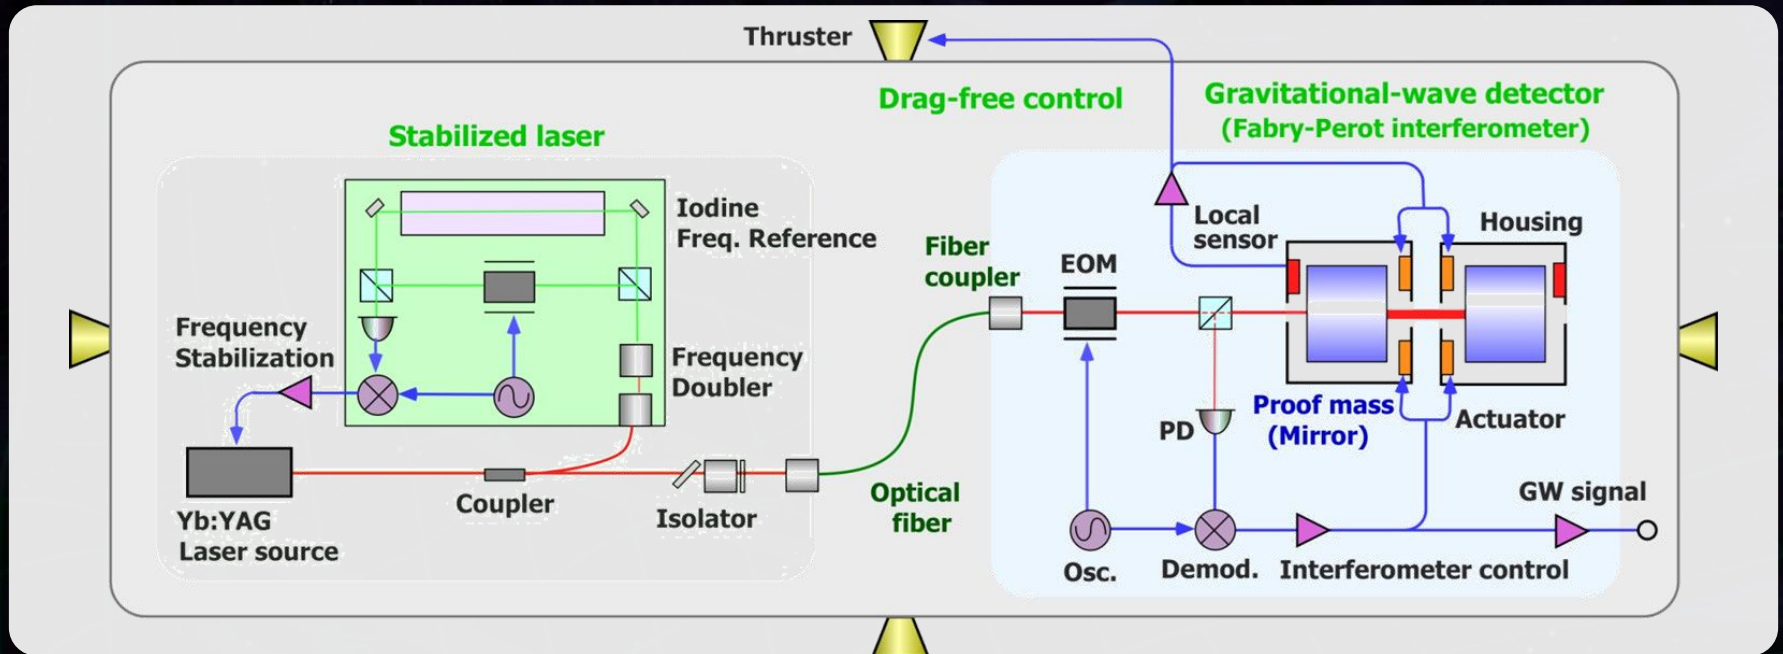 Thruster
Drag-free control
Gravitational-wave detector
(Fabry-Perot interferometer)
Stabilized laser
Iodine
Freq. Reference
Local
sensor
Housing
Fiber
coupler
EOM
Frequency
Stabilization
Frequency
Doubler
Proof mass
(Mirror)
Actuator
PD
Coupler
Isolator
Optical
fiber
GW signal
Yb:YAG
Laser source
Osc.
Demod.
Interferometer control